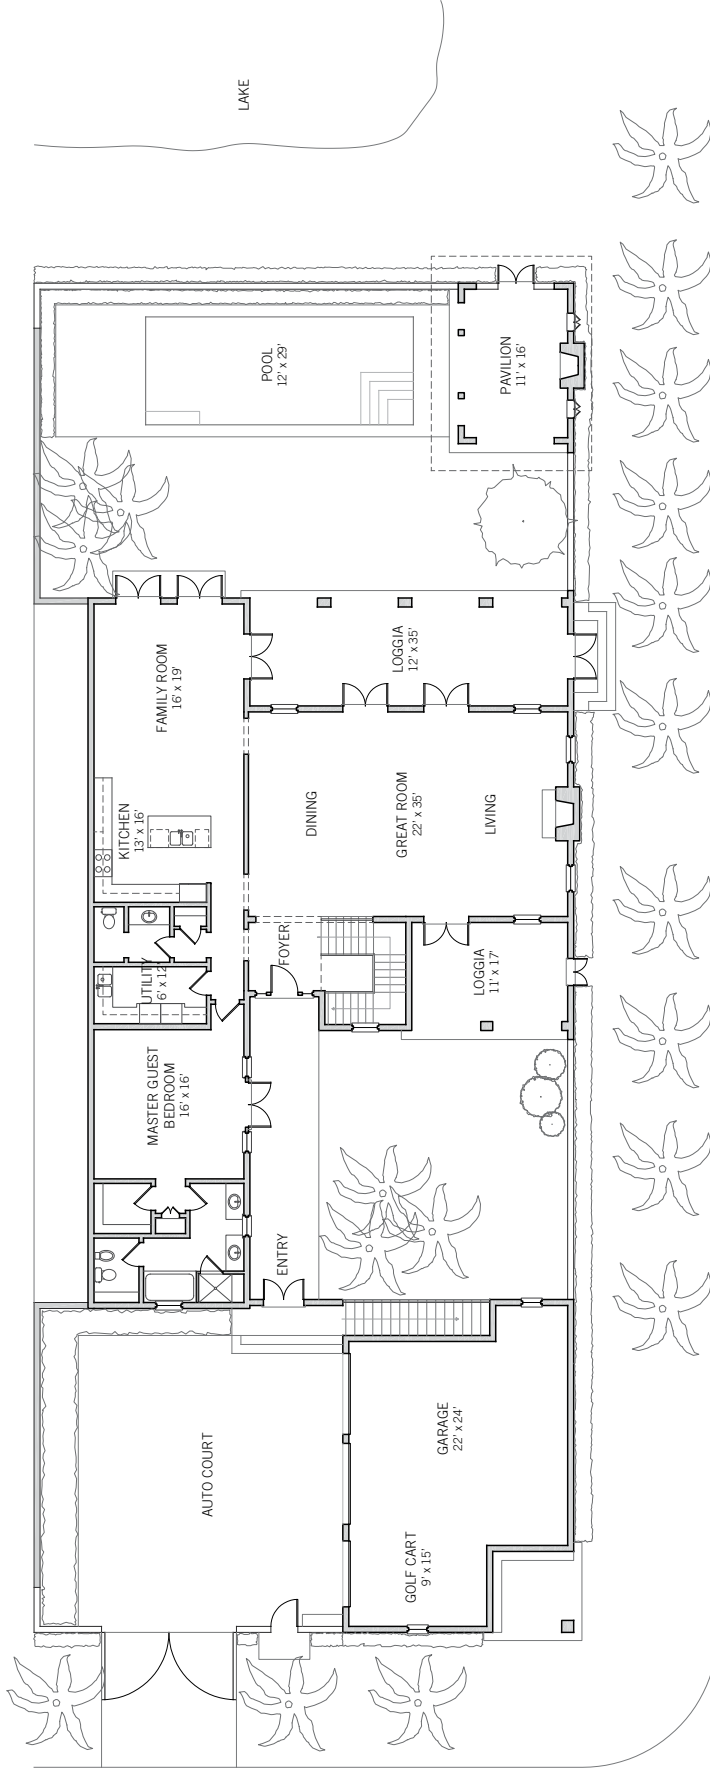 LAKE
POOL
12' x 29'
PAVILION
11' x 16'
FAMILY ROOM
16' x 19'
LOGGIA
12' x 35'
KITCHEN
13' x 16'
DINING
GREAT ROOM
22' x 35'
LIVING
FOYER
UTILITY
6' x 12'
LOGGIA
11' x 17'
MASTER GUEST
BEDROOM
16' x 16'
ENTRY
AUTO COURT
GARAGE
22' x 24'
GOLF CART
9' x 15'